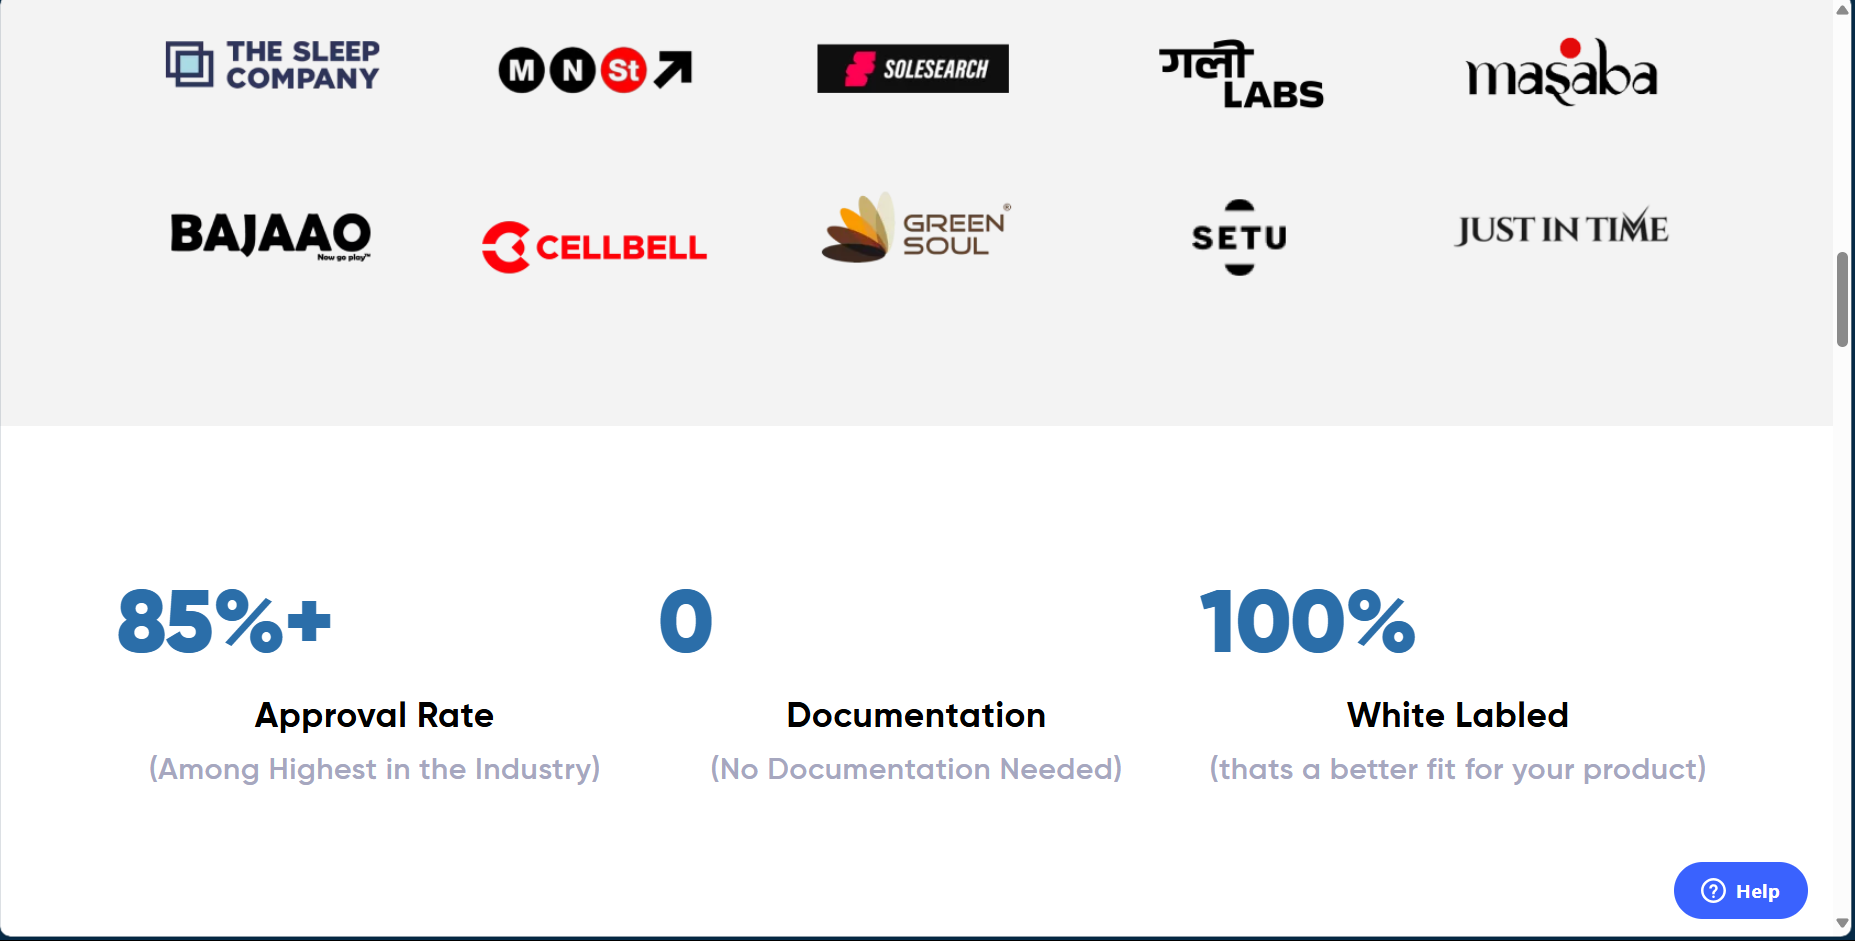 THE SLEEP
COMPANY
MNSt
SOLESEARCH
गली
LABS
masaba
BAJAAO
Now go play™
CELLBELL
GREEN®
SOUL
SETU
JUST IN TIME
85%+
Approval Rate
(Among Highest in the Industry)
0
Documentation
(No Documentation Needed)
100%
White Labled
(thats a better fit for your product)
Help